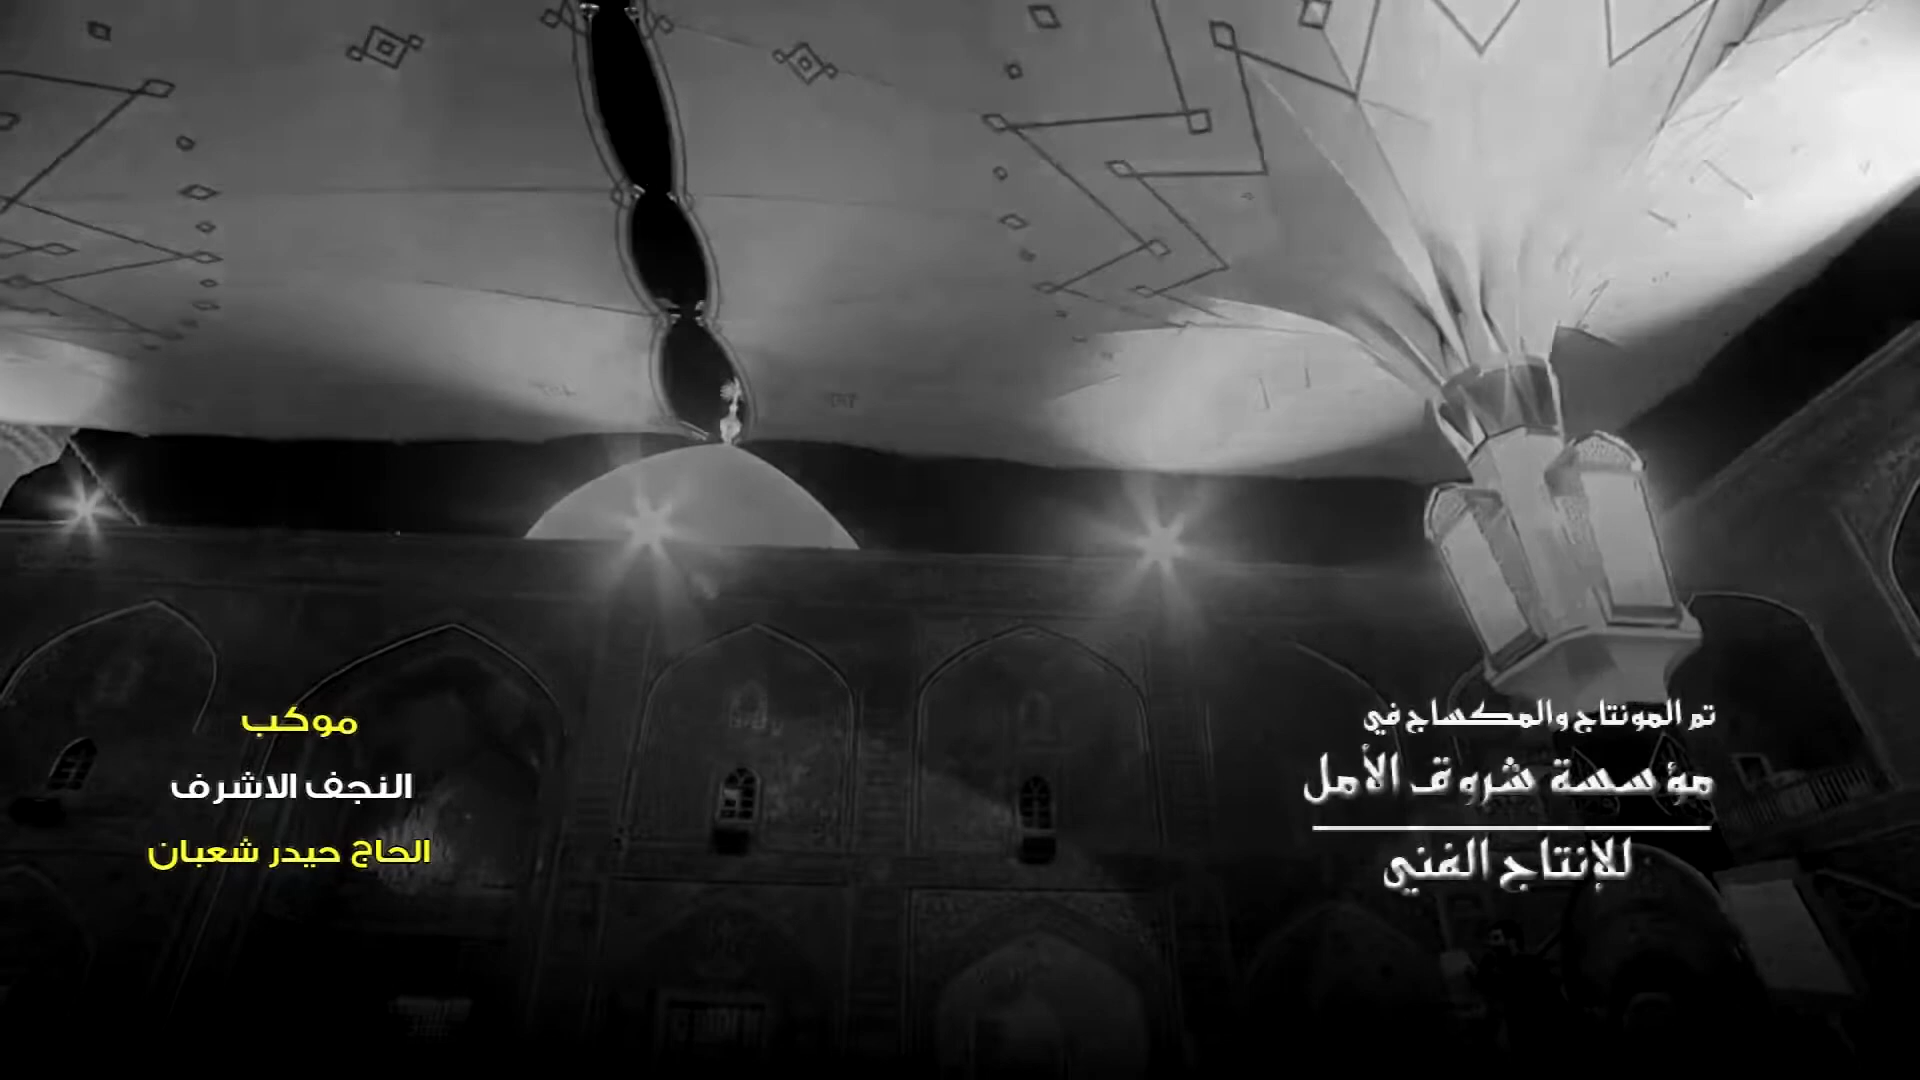 تم المونتاج والمكساج في
مؤسسة شروق الأمل
للإنتاج الفني
موكب
النجف الاشرف
الحاج حيدر شعبان